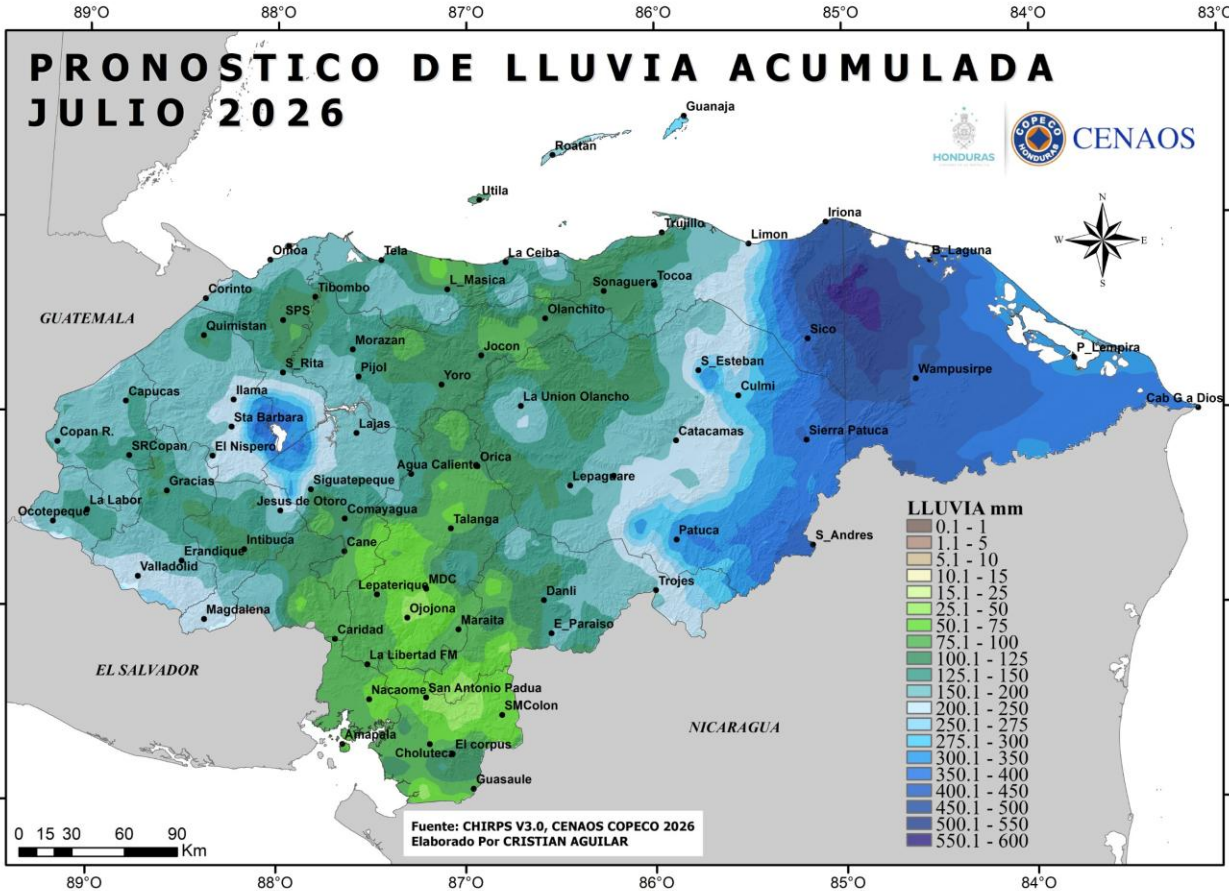 89°O 88°O 87°O 86°O 85°O 84°O 83°O
PRONOSTICO DE LLUVIA ACUMULADA
JULIO 2026
HONDURAS
COPECO
HONDURAS
CENAOS
N
W E
S
Guanaja
Roatan
Utila
Iriona
Trujillo
Limon
Omoa
Tela
La Ceiba
B_Laguna
L_Masica
Sonaguera
Tocoa
Corinto
Tibombo
GUATEMALA
SPS
Olanchito
Quimistan
Morazan
Jocon
Sico
P_Lempira
S_Rita
Pijol
Yoro
S_Esteban
Wampusirpe
Capucas
Ilama
La Union Olancho
Culmi
Cab G a Dios
Sta Barbara
Lajas
Copan R.
Catacamas
Sierra Patuca
SRCopan
El Nispero
Agua Caliente
Orica
Gracias
Siguatepeque
Lepaguare
La Labor
Jesus de Otoro
Ocotepeque
Comayagua
Talanga
Patuca
S_Andres
Intibuca
Cane
Erandique
Valladolid
Lepaterique
MDC
Danli
Trojes
Magdalena
Ojojona
Maraita
E_Paraiso
Caridad
La Libertad FM
EL SALVADOR
Nacaome
San Antonio Padua
SMColon
NICARAGUA
Amapala
Choluteca
El corpus
Guasaule
LLUVIA mm
0.1 - 1
1.1 - 5
5.1 - 10
10.1 - 15
15.1 - 25
25.1 - 50
50.1 - 75
75.1 - 100
100.1 - 125
125.1 - 150
150.1 - 200
200.1 - 250
250.1 - 275
275.1 - 300
300.1 - 350
350.1 - 400
400.1 - 450
450.1 - 500
500.1 - 550
550.1 - 600
0 15 30 60 90
Km
Fuente: CHIRPS V3.0, CENAOS COPECO 2026
Elaborado Por CRISTIAN AGUILAR
89°O 88°O 87°O 86°O 85°O 84°O